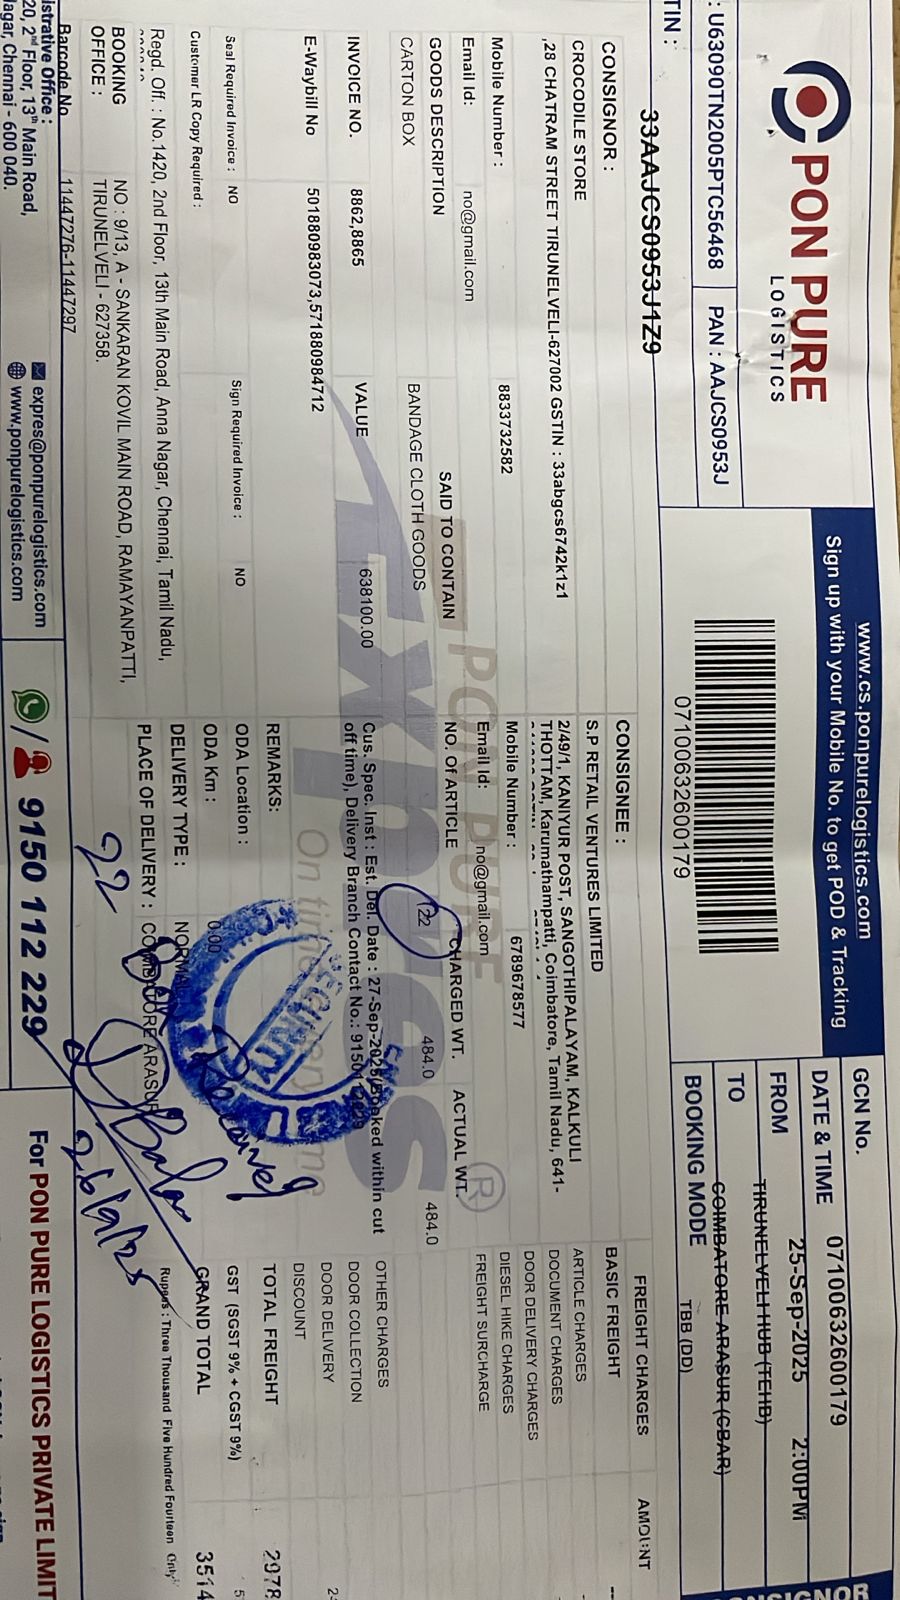 PON PURE
LOGISTICS
www.cs.ponpurelogistics.com
Sign up with your Mobile No. to get POD & Tracking
: U63090TN2005PTC56468
PAN : AAJCS0953J
TIN :
33AAJCS0953J1Z9
07100632600179
GCN No. 07100632600179
DATE & TIME 25-Sep-2025 2:00PM
FROM TIRUNELVELI HUB (TEHB)
TO COIMBATORE ARASUR (CBAR)
BOOKING MODE TBB (DD)
CONSIGNOR :
CROCODILE STORE
,28 CHATRAM STREET TIRUNELVELI-627002 GSTIN : 33abgcs6742k1z1
Mobile Number : 8833732582
Email Id: no@gmail.com
CONSIGNEE :
S.P RETAIL VENTURES LIMITED
2/49/1, KANIYUR POST, SANGOTHIPALAYAM, KALKULI
THOTTAM, Karumathampatti, Coimbatore, Tamil Nadu, 641-
Mobile Number : 6789678577
Email Id: no@gmail.com
GOODS DESCRIPTION SAID TO CONTAIN NO. Of ARTICLE CHARGED WT. ACTUAL WT.
CARTON BOX BANDAGE CLOTH GOODS 22 484.0 484.0
INVOICE NO. 8862,8865 VALUE 638100.00
E-Waybill No 501880983073,571880984712
Cus. Spec. Inst : Est. Del. Date : 27-Sep-2025(Booked within cut
off time), Delivery Branch Contact No.:
Seal Required Invoice : NO Sign Required Invoice : NO
Customer LR Copy Required :
REMARKS:
ODA Location :
ODA Km : 0.00
DELIVERY TYPE : NORMAL
PLACE OF DELIVERY : COIMBATORE ARASUR
Regd. Off. : No.1420, 2nd Floor, 13th Main Road, Anna Nagar, Chennai, Tamil Nadu,
BOOKING OFFICE : NO : 9/13, A - SANKARAN KOVIL MAIN ROAD, RAMAYANPATTI,
TIRUNELVELI - 627358.
Barcode No 11447276-11447297
FREIGHT CHARGES AMOUNT
BASIC FREIGHT
ARTICLE CHARGES
DOCUMENT CHARGES
DOOR DELIVERY CHARGES
DIESEL HIKE CHARGES
FREIGHT SURCHARGE
OTHER CHARGES
DOOR COLLECTION
DOOR DELIVERY
DISCOUNT
TOTAL FREIGHT 2978
GST (SGST 9% + CGST 9%)
GRAND TOTAL 3514
Rupees : Three Thousand Five Hundred Fourteen Only
PON PURE
Express
On time
®
22
26/9/25
istrative Office :
20, 2nd Floor, 13th Main Road,
lagar, Chennai - 600 040.
expres@ponpurelogistics.com
www.ponpurelogistics.com
9150 112 229
For PON PURE LOGISTICS PRIVATE LIMIT